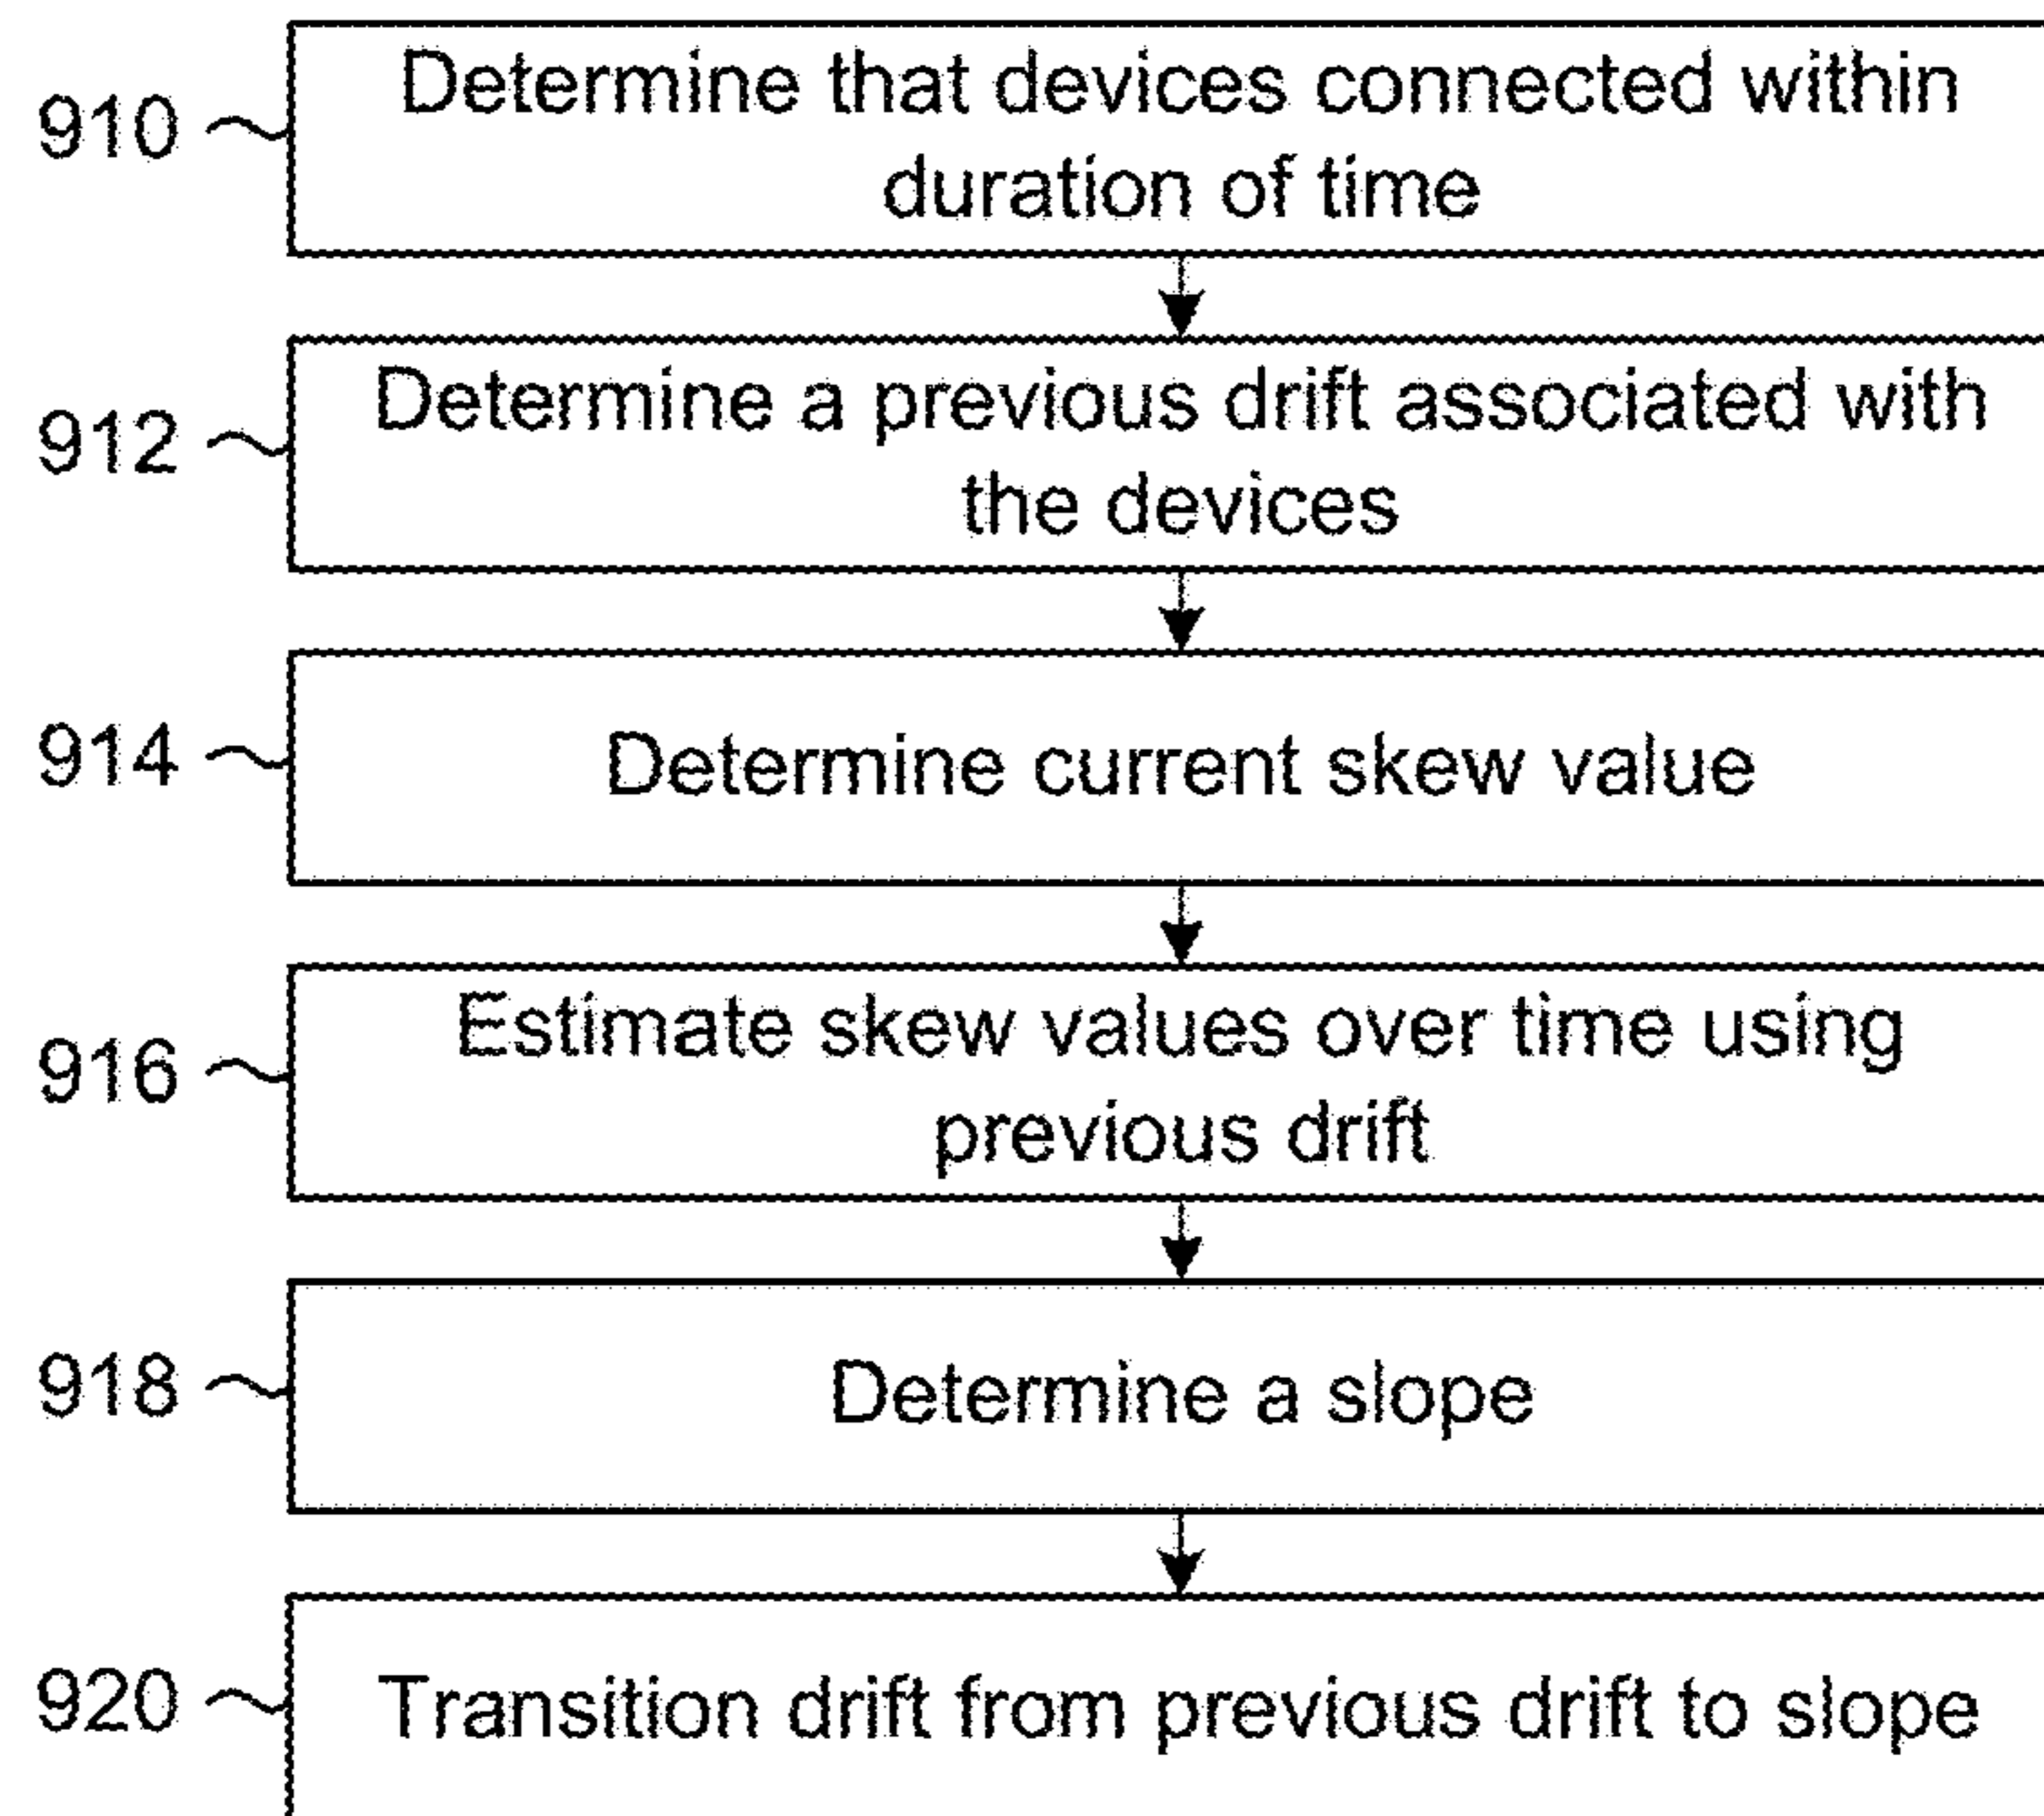 910
Determine that devices connected within
duration of time
912
Determine a previous drift associated with
the devices
914
Determine current skew value
916
Estimate skew values over time using
previous drift
918
Determine a slope
920
Transition drift from previous drift to slope